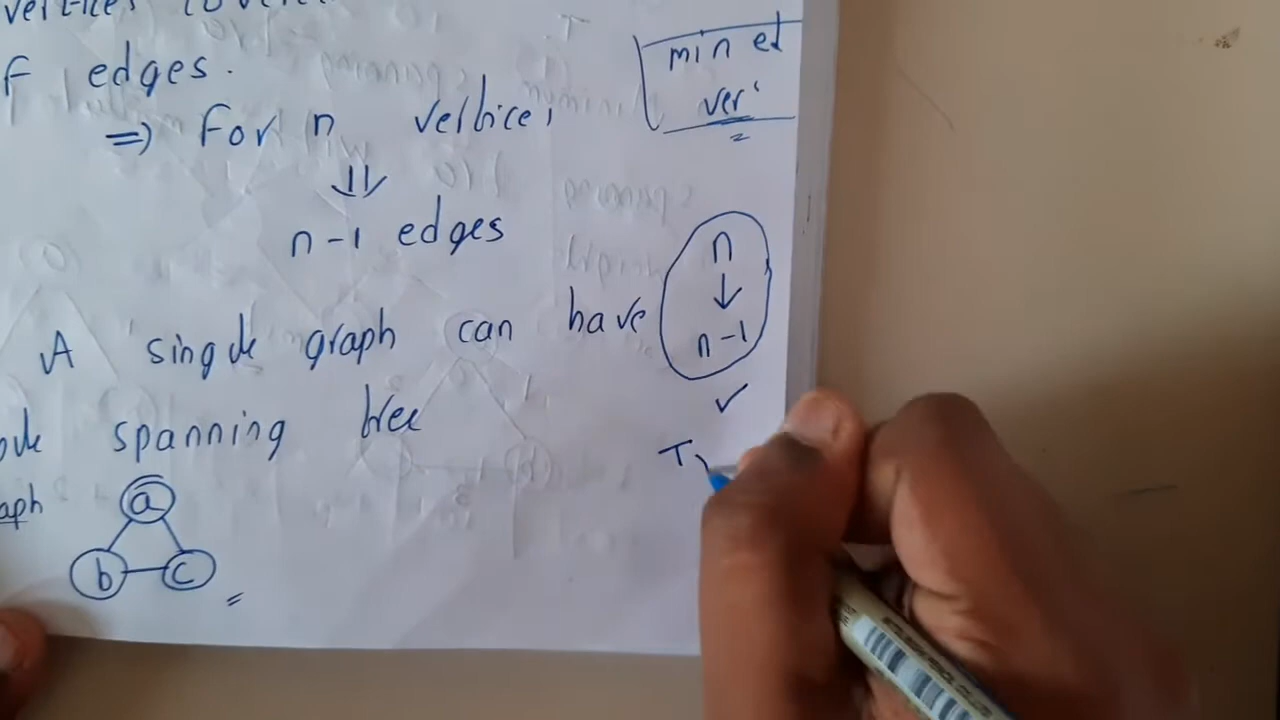 F edges.
min ed
ver'
=> For n vertices
n-1 edges
n
↓
n-1
A single graph can have
spanning tree
aph
a
b c